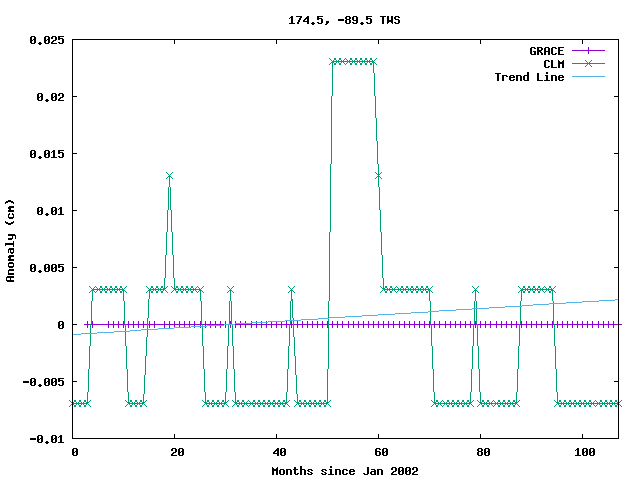 174.5, -89.5 TWS
GRACE
CLM
Trend Line
0.025
0.02
0.015
0.01
0.005
0
-0.005
-0.01
Anomaly (cm)
0 20 40 60 80 100
Months since Jan 2002